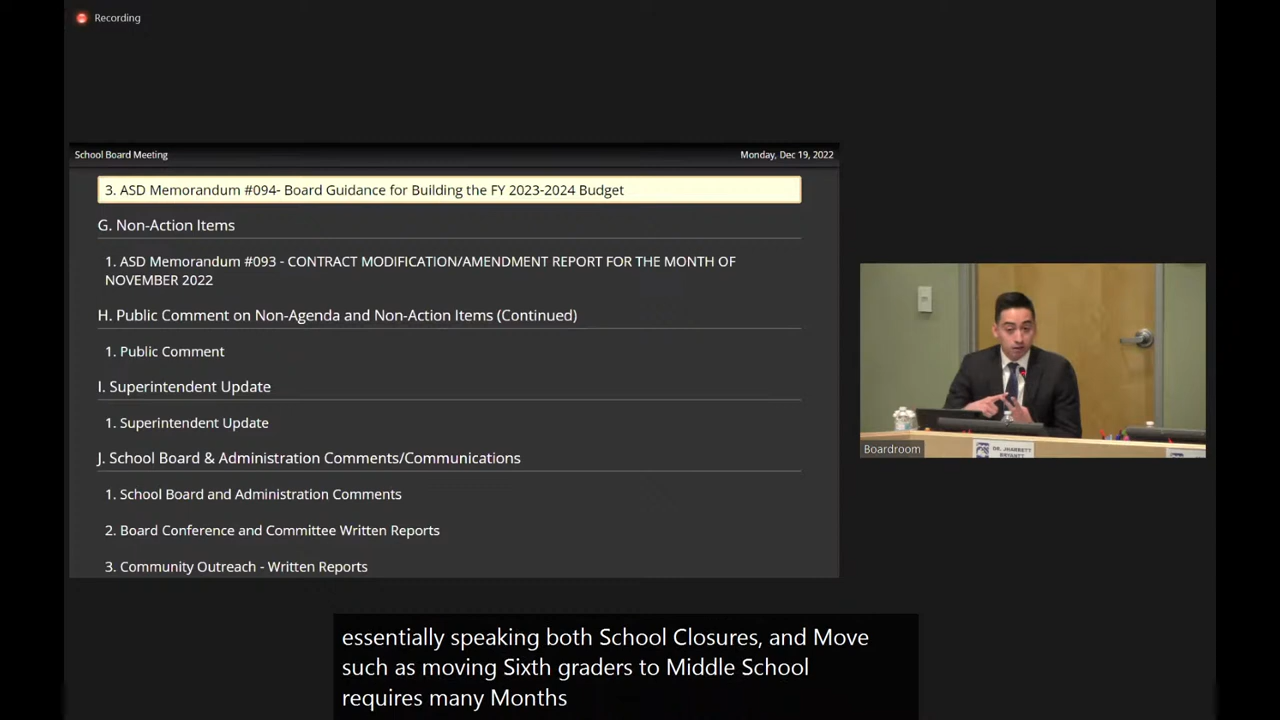 Recording
School Board Meeting
Monday, Dec 19, 2022
3. ASD Memorandum #094- Board Guidance for Building the FY 2023-2024 Budget
G. Non-Action Items
1. ASD Memorandum #093 - CONTRACT MODIFICATION/AMENDMENT REPORT FOR THE MONTH OF
NOVEMBER 2022
H. Public Comment on Non-Agenda and Non-Action Items (Continued)
1. Public Comment
I. Superintendent Update
1. Superintendent Update
J. School Board & Administration Comments/Communications
1. School Board and Administration Comments
2. Board Conference and Committee Written Reports
3. Community Outreach - Written Reports
Boardroom
DR. JHARRETT
BRYANTT
essentially speaking both School Closures, and Move
such as moving Sixth graders to Middle School
requires many Months